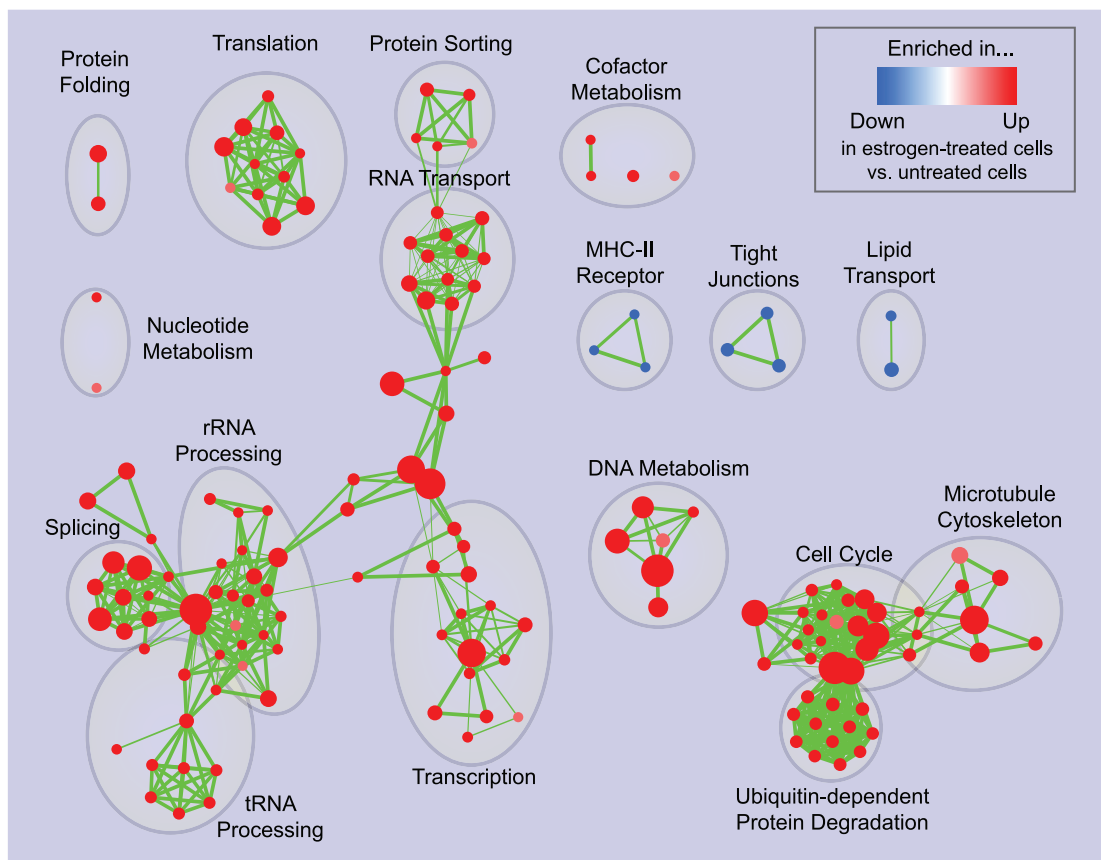 Protein
Folding
Translation
Protein Sorting
Cofactor
Metabolism
Enriched in...
Down
Up
in estrogen-treated cells
vs. untreated cells
RNA Transport
MHC-II
Receptor
Tight
Junctions
Lipid
Transport
Nucleotide
Metabolism
rRNA
Processing
DNA Metabolism
Microtubule
Cytoskeleton
Splicing
Cell Cycle
Transcription
Ubiquitin-dependent
Protein Degradation
tRNA
Processing